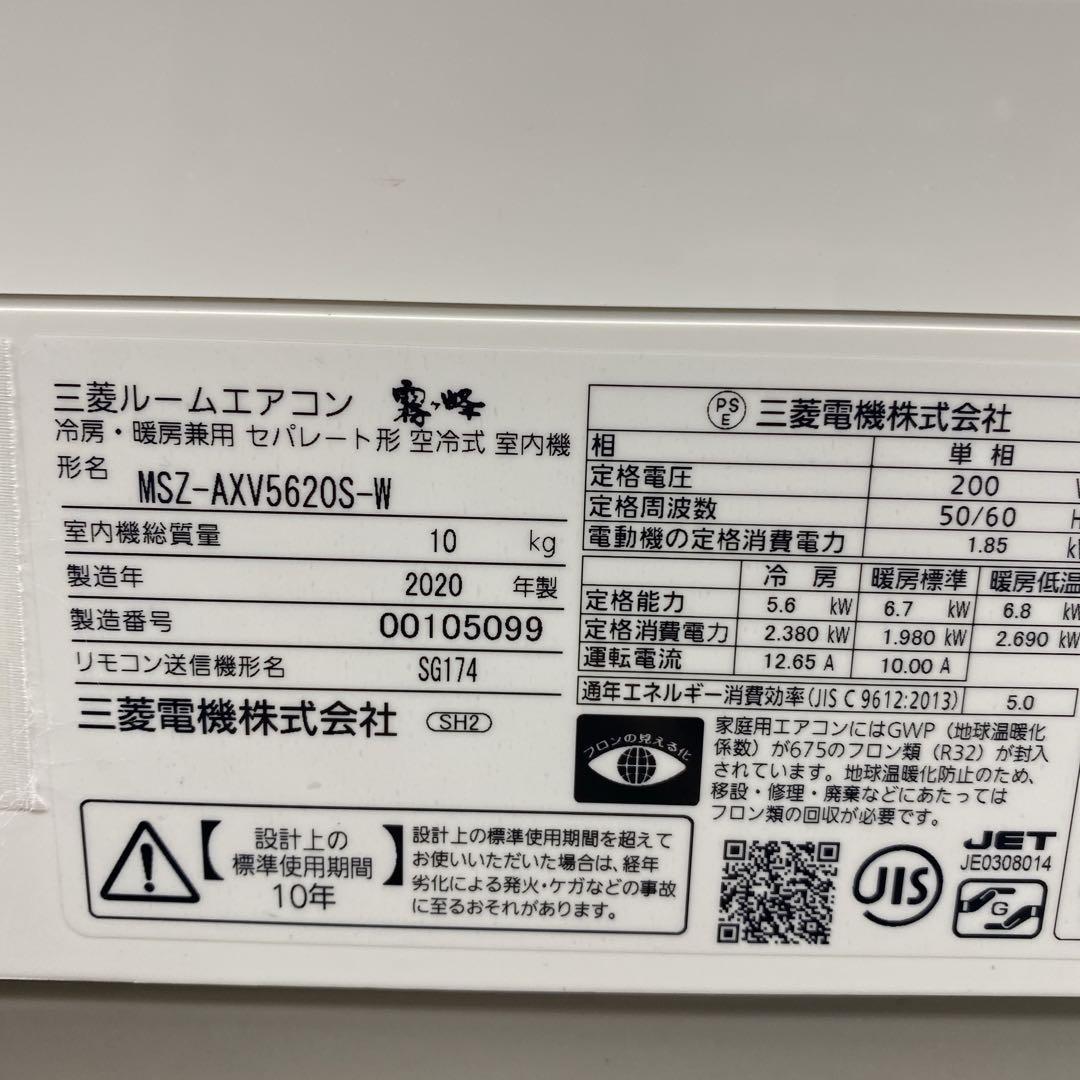 三菱ルームエアコン 霧ヶ峰
冷房・暖房兼用 セパレート形 空冷式 室内機
形名 MSZ-AXV5620S-W
室内機総質量 10 kg
製造年 2020 年製
製造番号 00105099
リモコン送信機形名 SG174
三菱電機株式会社 SH2
PSE 三菱電機株式会社
相 単相
定格電圧 200
定格周波数 50/60
電動機の定格消費電力 1.85
冷房 暖房標準 暖房低温
定格能力 5.6 kW 6.7 kW 6.8 kW
定格消費電力 2.380 kW 1.980 kW 2.690 kW
運転電流 12.65 A 10.00 A
通年エネルギー消費効率(JIS C 9612:2013) 5.0
フロンの見える化
家庭用エアコンにはGWP(地球温暖化
係数)が675のフロン類(R32)が封入
されています。地球温暖化防止のため、
移設・修理・廃棄などにあたっては
フロン類の回収が必要です。
【設計上の
標準使用期間】
10年
設計上の標準使用期間を超えて
お使いいただいた場合は、経年
劣化による発火・ケガなどの事故
に至るおそれがあります。
JIS
JET
JE0308014
G